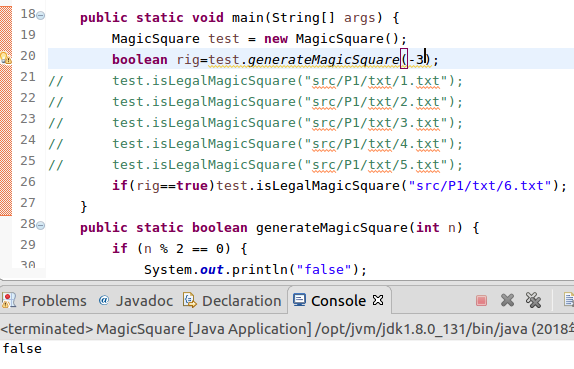 18 public static void main(String[] args) {
19 MagicSquare test = new MagicSquare();
20 boolean rig=test.generateMagicSquare(-3);
21 // test.isLegalMagicSquare("src/P1/txt/1.txt");
22 // test.isLegalMagicSquare("src/P1/txt/2.txt");
23 // test.isLegalMagicSquare("src/P1/txt/3.txt");
24 // test.isLegalMagicSquare("src/P1/txt/4.txt");
25 // test.isLegalMagicSquare("src/P1/txt/5.txt");
26 if(rig==true)test.isLegalMagicSquare("src/P1/txt/6.txt");
27 }
28 public static boolean generateMagicSquare(int n) {
29 if (n % 2 == 0) {
30 System.out.println("false");
Problems @ Javadoc Declaration Console
<terminated> MagicSquare [Java Application] /opt/jvm/jdk1.8.0_131/bin/java (2018年
false